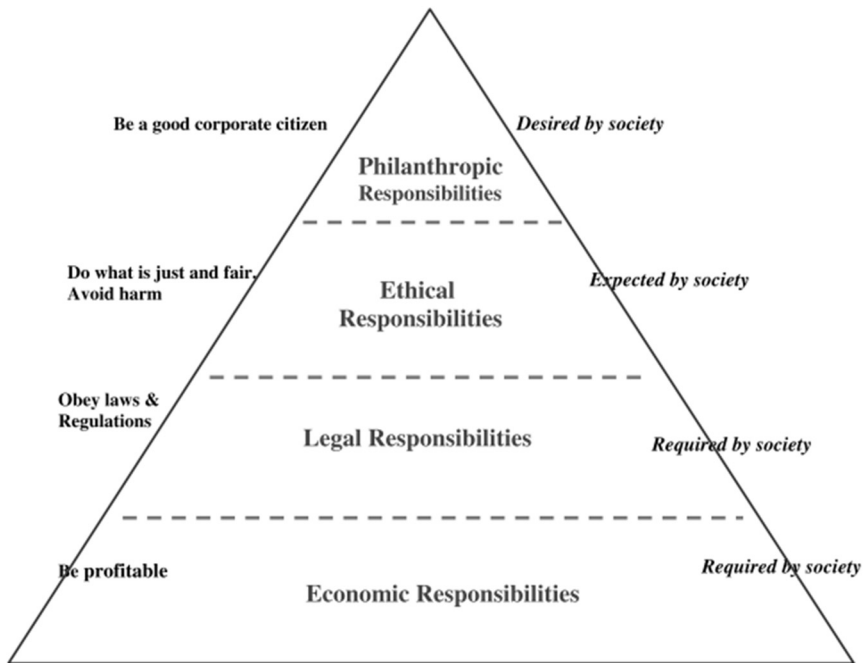 Be a good corporate citizen
Desired by society
Philanthropic
Responsibilities
Do what is just and fair.
Avoid harm
Expected by society
Ethical
Responsibilities
Obey laws &
Regulations
Legal Responsibilities
Required by society
Be profitable
Required by society
Economic Responsibilities